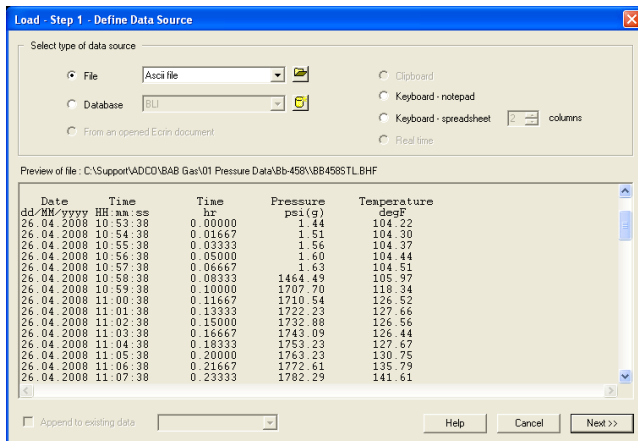 Load - Step 1 - Define Data Source
Select type of data source
File Ascii file Clipboard
Database BLI Keyboard - notepad
Keyboard - spreadsheet 2 columns
From an opened Ecrin document Real time
Preview of file : C:\Support\ADCO\BAB Gas\01 Pressure Data\Bb-458\\BB458STL.BHF
Date Time Time Pressure Temperature
dd/MM/yyyy HH:mm:ss hr psi(g) degF
26.04.2008 10:53:38 0.00000 1.44 104.22
26.04.2008 10:54:38 0.01667 1.51 104.30
26.04.2008 10:55:38 0.03333 1.56 104.37
26.04.2008 10:56:38 0.05000 1.60 104.44
26.04.2008 10:57:38 0.06667 1.63 104.51
26.04.2008 10:58:38 0.08333 1464.49 105.97
26.04.2008 10:59:38 0.10000 1707.70 118.34
26.04.2008 11:00:38 0.11667 1710.54 126.52
26.04.2008 11:01:38 0.13333 1722.23 127.66
26.04.2008 11:02:38 0.15000 1732.88 126.56
26.04.2008 11:03:38 0.16667 1743.09 126.44
26.04.2008 11:04:38 0.18333 1753.23 127.67
26.04.2008 11:05:38 0.20000 1763.23 130.75
26.04.2008 11:06:38 0.21667 1772.61 135.79
26.04.2008 11:07:38 0.23333 1782.29 141.61
Append to existing data Help Cancel Next >>